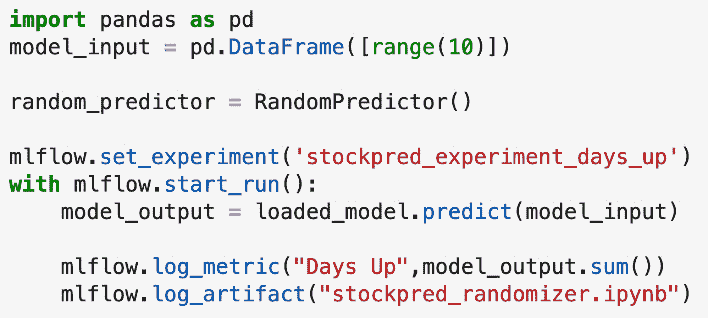 import pandas as pd
model_input = pd.DataFrame([range(10)])
random_predictor = RandomPredictor()
mlflow.set_experiment('stockpred_experiment_days_up')
with mlflow.start_run():
    model_output = loaded_model.predict(model_input)
    mlflow.log_metric("Days Up",model_output.sum())
    mlflow.log_artifact("stockpred_randomizer.ipynb")